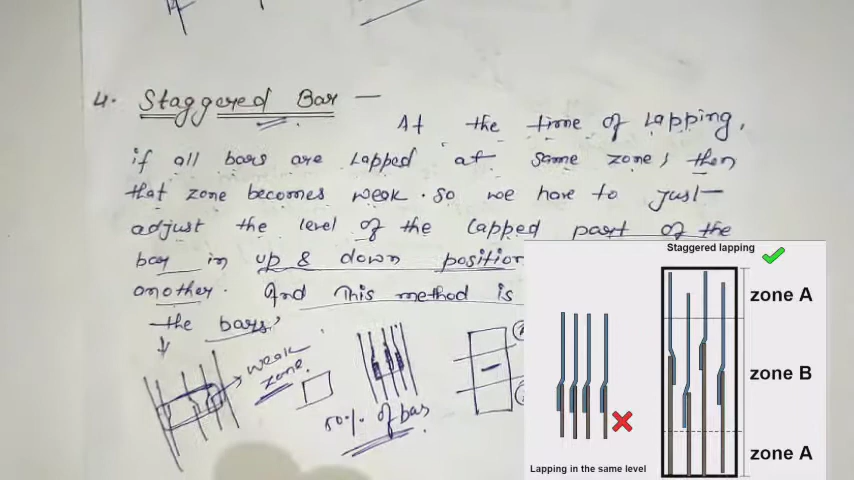 4. Staggered Bar —
At the time of Lapping,
if all bars are Lapped at same zone, then
that zone becomes weak. so we have to just
adjust the level of the Lapped part of the
bar in up & down position
another. And This method is
the bars,
weak
zone.
50% of bar
Staggered lapping
zone A
zone B
zone A
Lapping in the same level